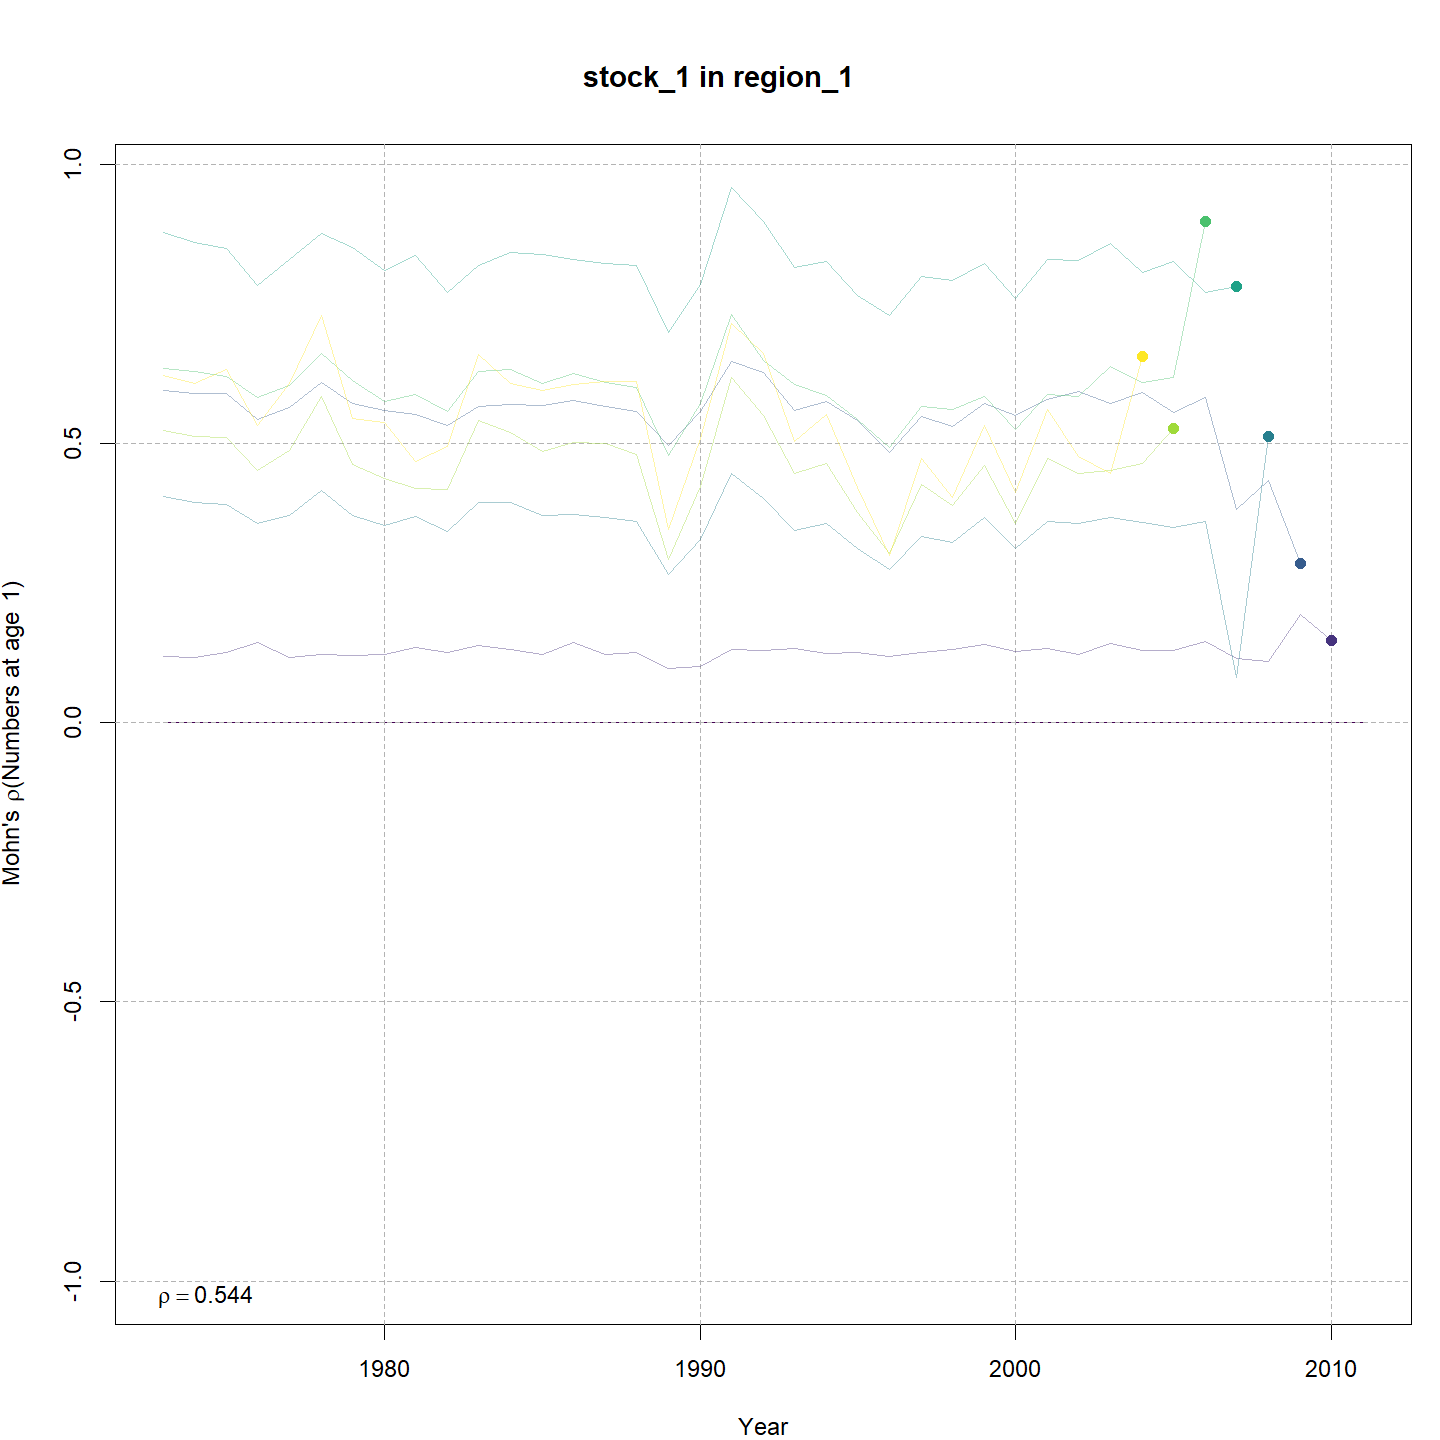 stock_1 in region_1
Mohn's ρ(Numbers at age 1)
1.0
0.5
0.0
-0.5
-1.0
ρ = 0.544
1980
1990
2000
2010
Year